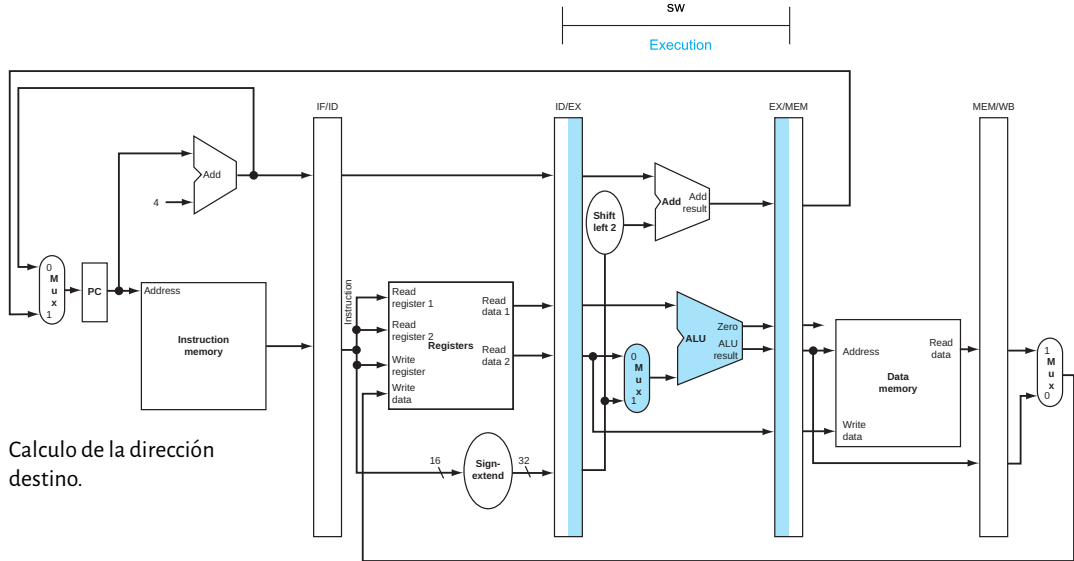 sw
Execution
IF/ID
ID/EX
EX/MEM
MEM/WB
Add
4
Shift
left 2
Add
Add
result
0
M
u
x
1
PC
Address
Instruction
memory
Instruction
Read
register 1
Read
register 2
Write
register
Write
data
Registers
Read
data 1
Read
data 2
0
M
u
x
1
ALU
Zero
ALU
result
Address
Read
data
Data
memory
Write
data
1
M
u
x
0
16
Sign-
extend
32
Calculo de la dirección
destino.